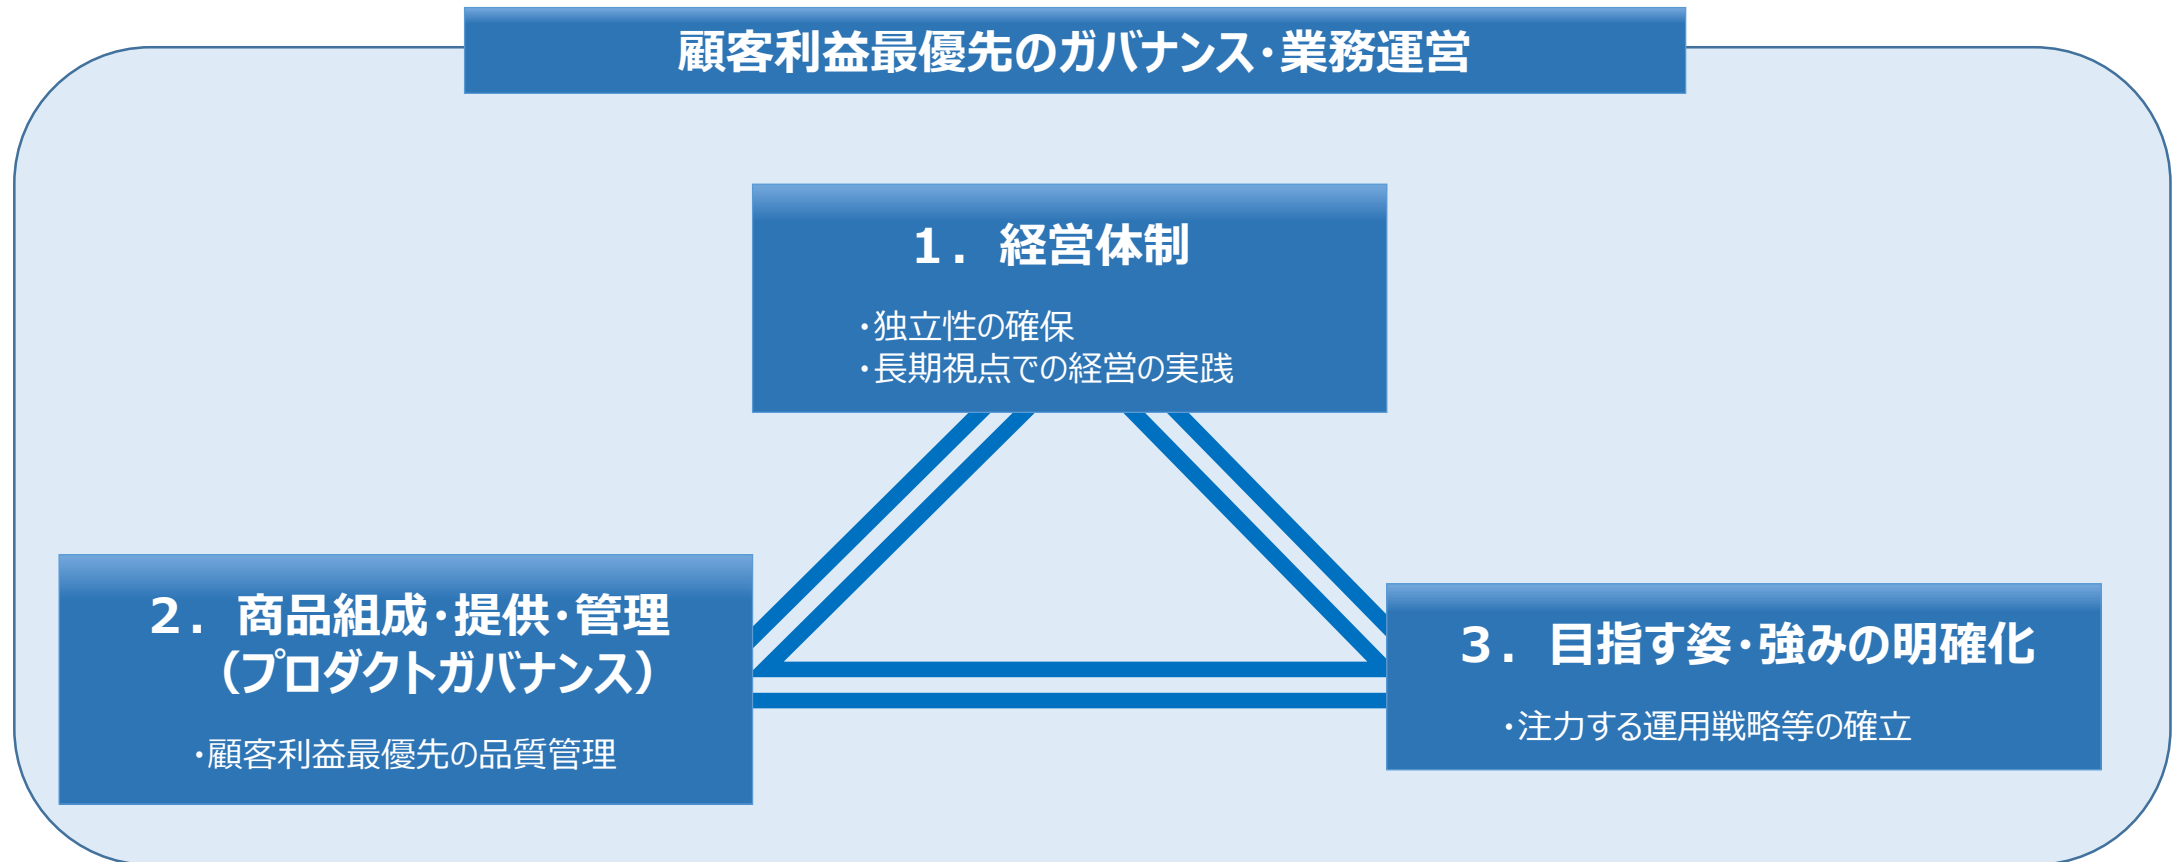 顧客利益最優先のガバナンス・業務運営
1．経営体制
・独立性の確保
・長期視点での経営の実践
2．商品組成・提供・管理
（プロダクトガバナンス）
・顧客利益最優先の品質管理
3．目指す姿・強みの明確化
・注力する運用戦略等の確立